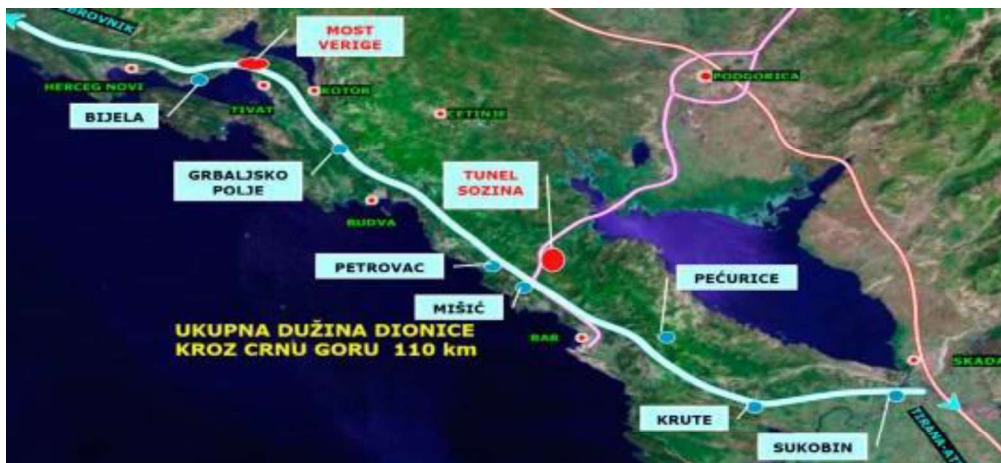 MOST
VERIGE
HERCEG NOVI
BIJELA
TIVAT
KOTOR
CETINJE
PODGORICA
GRBALJSKO
POLJE
TUNEL
SOZINA
BUDVA
PETROVAC
MIŠIĆ
PEĆURICE
UKUPNA DUŽINA DIONICE
KROZ CRNU GORU 110 km
BAR
KRUTE
SUKOBIN
SKADA